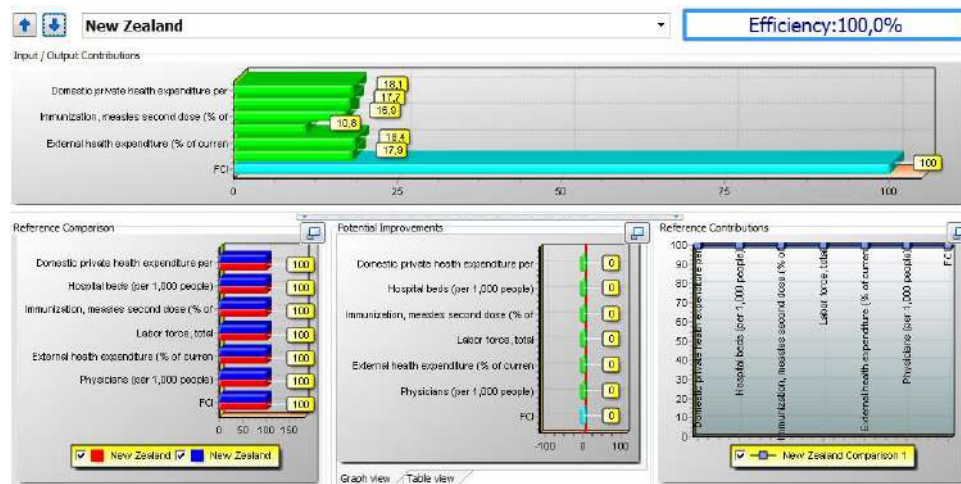 New Zealand
Efficiency:100,0%
Input / Output Contributions
Domestic private health expenditure per
Immunization, measles second dose (% of
External health expenditure (% of curren
FCI
18,1
17,7
16,9
10,8
18,4
17,9
100
0 25 50 75 100
Reference Comparison
Domestic private health expenditure per 100
Hospital beds (per 1,000 people) 100
Immunization, measles second dose (% of 100
Labor force, total 100
External health expenditure (% of curren 100
Physicians (per 1,000 people) 100
FCI 100
0 50 100 150
New Zealand New Zealand
Potential Improvements
Domestic private health expenditure per 0
Hospital beds (per 1,000 people) 0
Immunization, measles second dose (% of 0
Labor force, total 0
External health expenditure (% of curren 0
Physicians (per 1,000 people) 0
FCI 0
-100 0 100
Graph view Table view
Reference Contributions
100
90
80
70
60
50
40
30
20
10
0
Domestic private health expenditure per
Hospital beds (per 1,000 people)
Immunization, measles second dose (% of
Labor force, total
External health expenditure (% of current
Physicians (per 1,000 people)
FCI
New Zealand Comparison 1